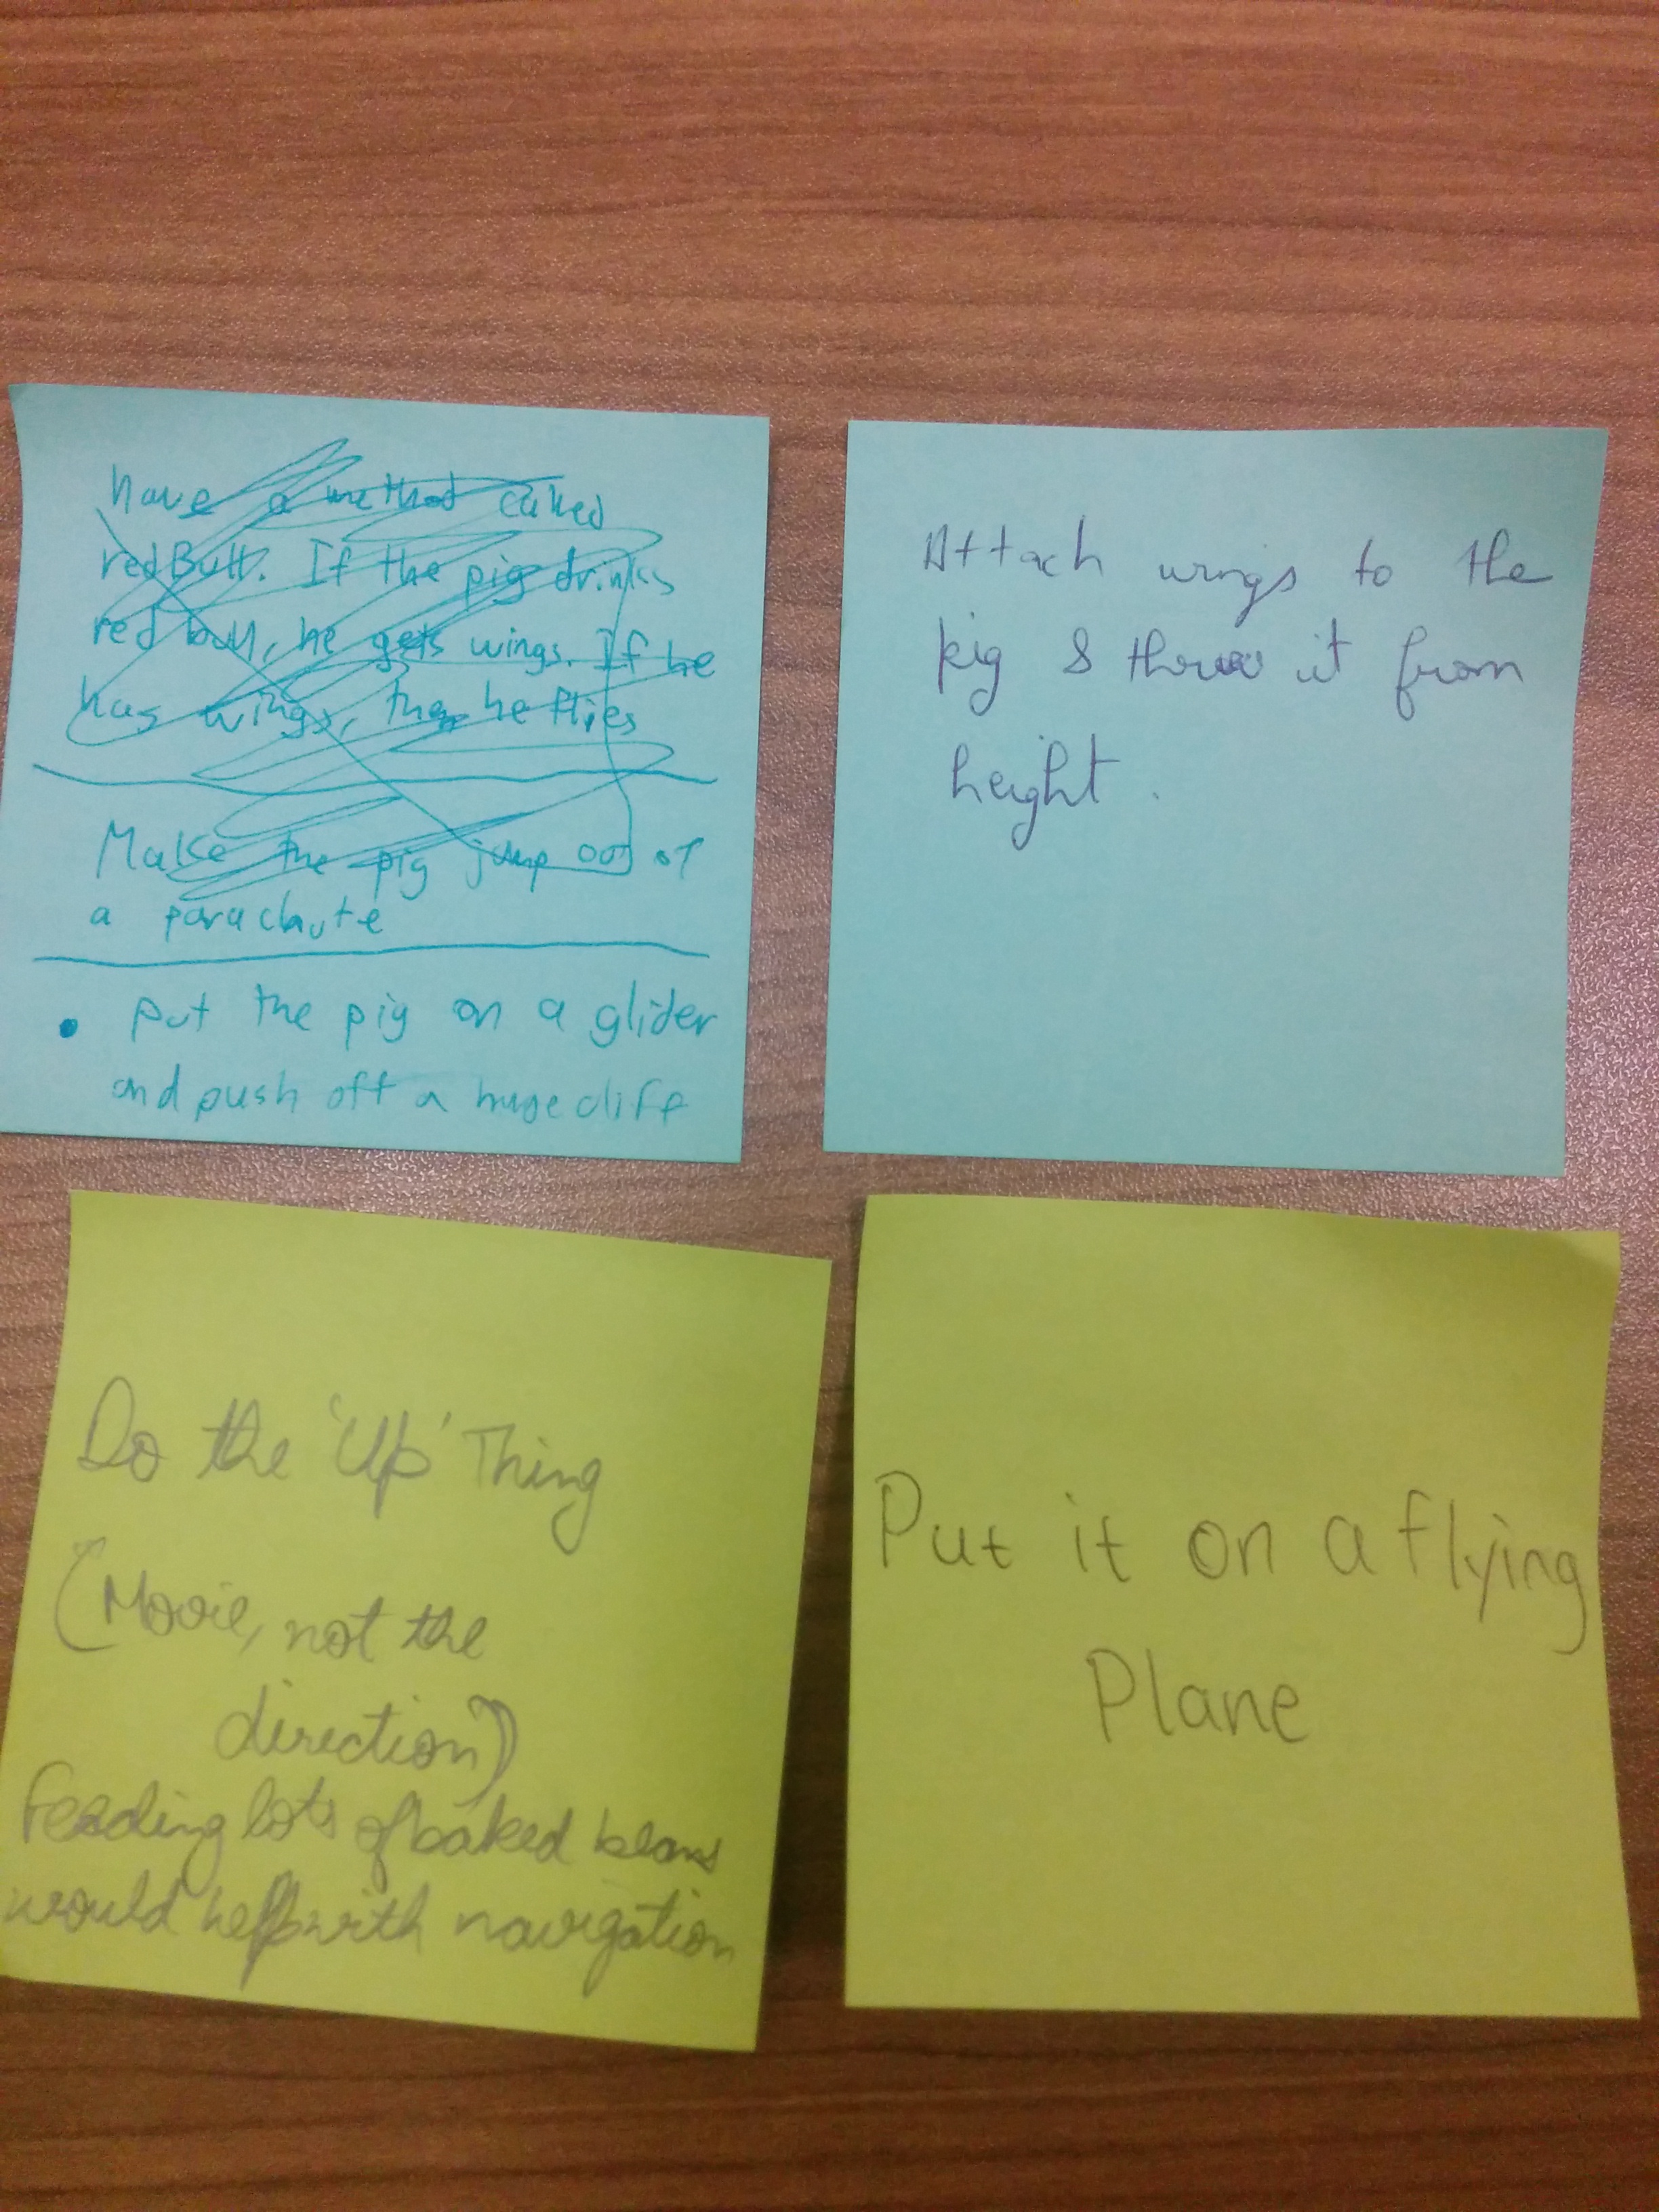 have a method called
redBull. If the pig drinks
red bull, he gets wings. If he
has wings, then he flies
Make the pig jump out of
a parachute
• put the pig on a glider
and push off a huge cliff
Attach wings to the
pig & throw it from
height.
Do the 'Up' Thing
(Movie, not the
direction)
Feeding lots of baked beans
would help with navigation
Put it on a flying
Plane